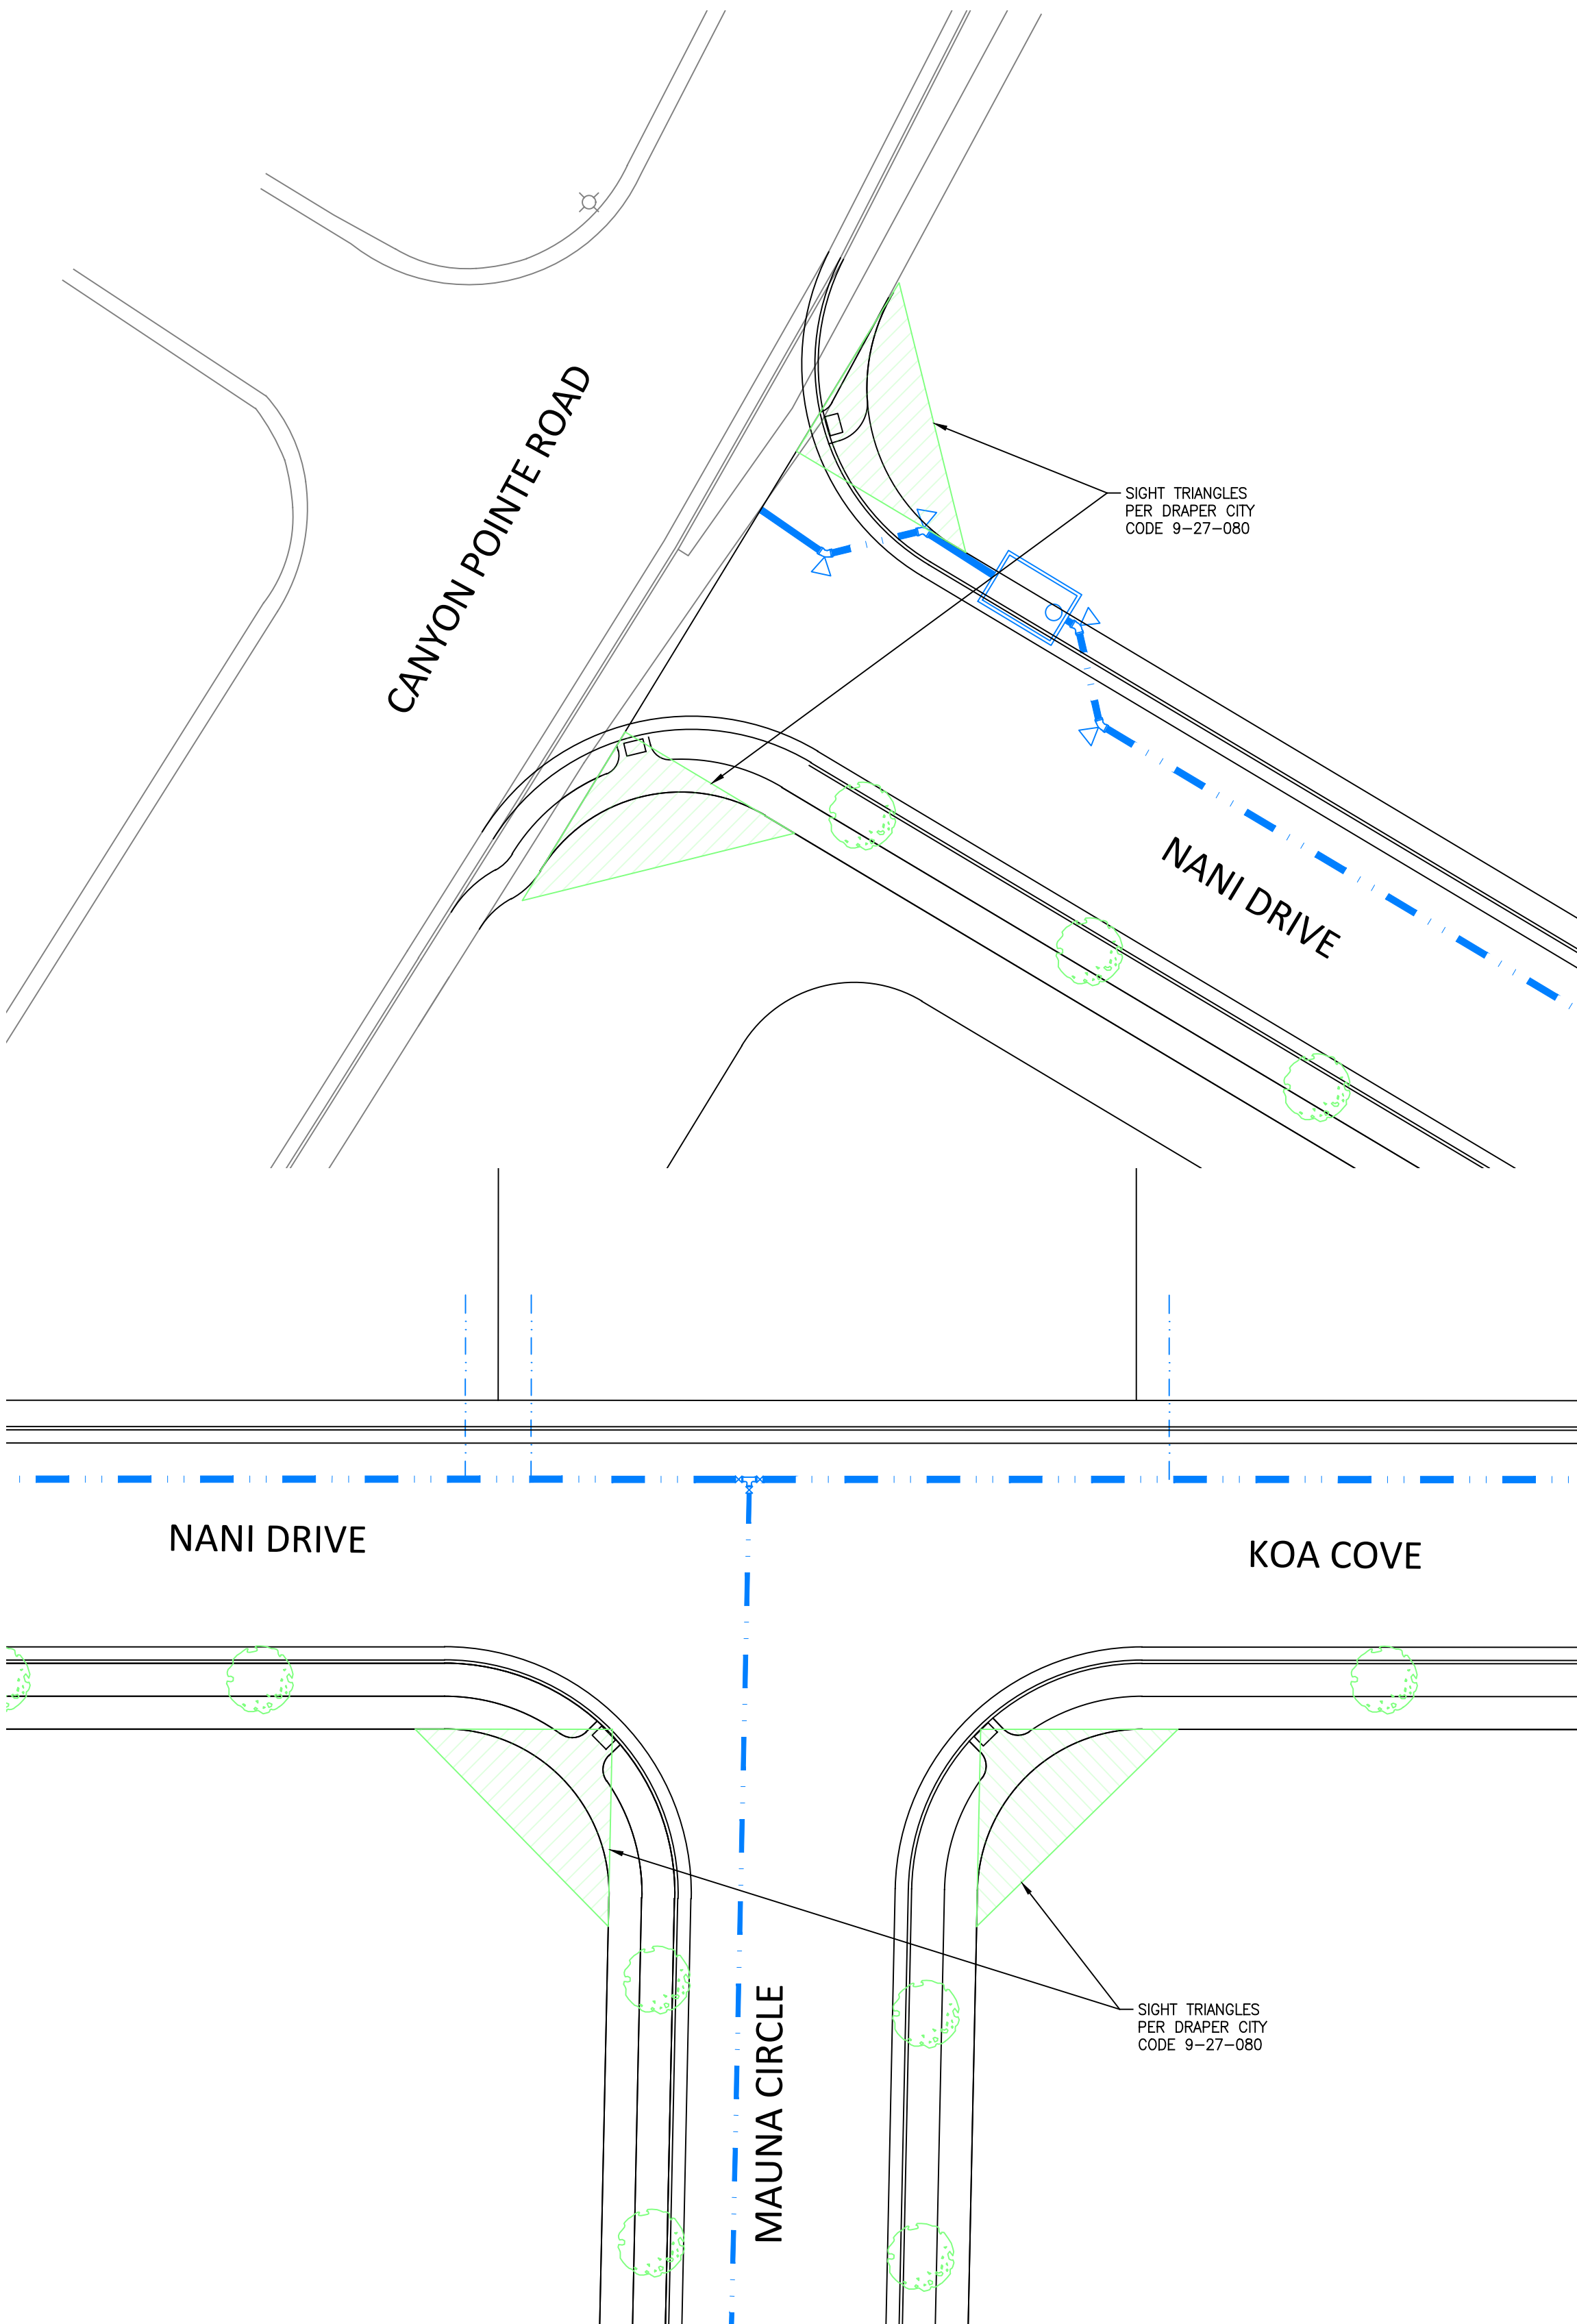 CANYON POINTE ROAD
SIGHT TRIANGLES
PER DRAPER CITY
CODE 9-27-080
NANI DRIVE
NANI DRIVE
KOA COVE
MAUNA CIRCLE
SIGHT TRIANGLES
PER DRAPER CITY
CODE 9-27-080